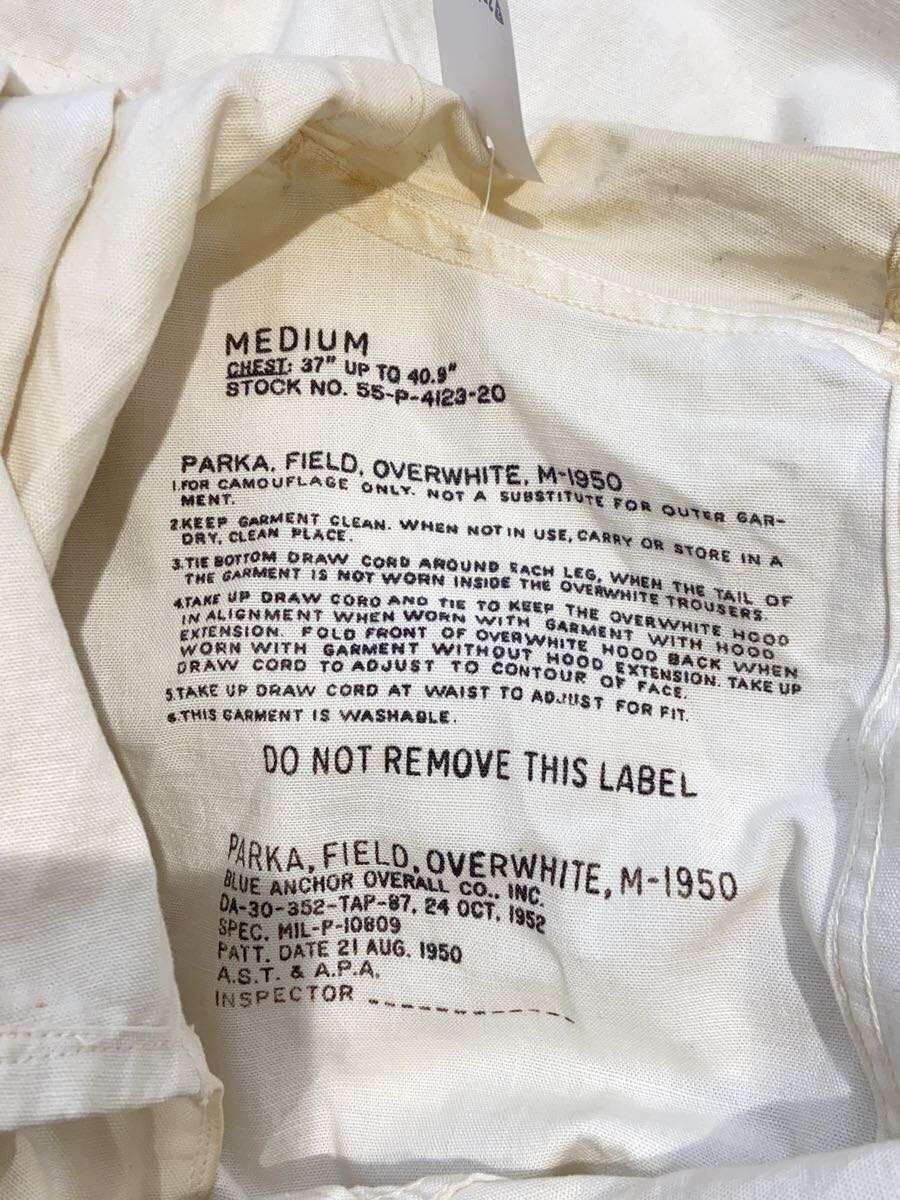 MEDIUM
CHEST: 37" UP TO 40.9"
STOCK NO. 55-P-4123-20
PARKA, FIELD, OVERWHITE, M-1950
1.FOR CAMOUFLAGE ONLY. NOT A SUBSTITUTE FOR OUTER GAR-
MENT.
2.KEEP GARMENT CLEAN. WHEN NOT IN USE, CARRY OR STORE IN A
DRY, CLEAN PLACE.
3.TIE BOTTOM DRAW CORD AROUND EACH LEG, WHEN THE TAIL OF
THE GARMENT IS NOT WORN INSIDE THE OVERWHITE TROUSERS.
4.TAKE UP DRAW CORD AND TIE TO KEEP THE OVERWHITE HOOD
IN ALIGNMENT WHEN WORN WITH GARMENT WITH HOOD
EXTENSION. FOLD FRONT OF OVERWHITE HOOD BACK WHEN
WORN WITH GARMENT WITHOUT HOOD EXTENSION. TAKE UP
DRAW CORD TO ADJUST TO CONTOUR OF FACE.
5.TAKE UP DRAW CORD AT WAIST TO ADJUST FOR FIT.
6.THIS GARMENT IS WASHABLE.
DO NOT REMOVE THIS LABEL
PARKA, FIELD, OVERWHITE, M-1950
BLUE ANCHOR OVERALL CO., INC.
DA-30-352-TAP-87, 24 OCT, 1952
SPEC. MIL-P-10809
PATT. DATE 21 AUG. 1950
A.S.T. & A.P.A.
INSPECTOR ----------